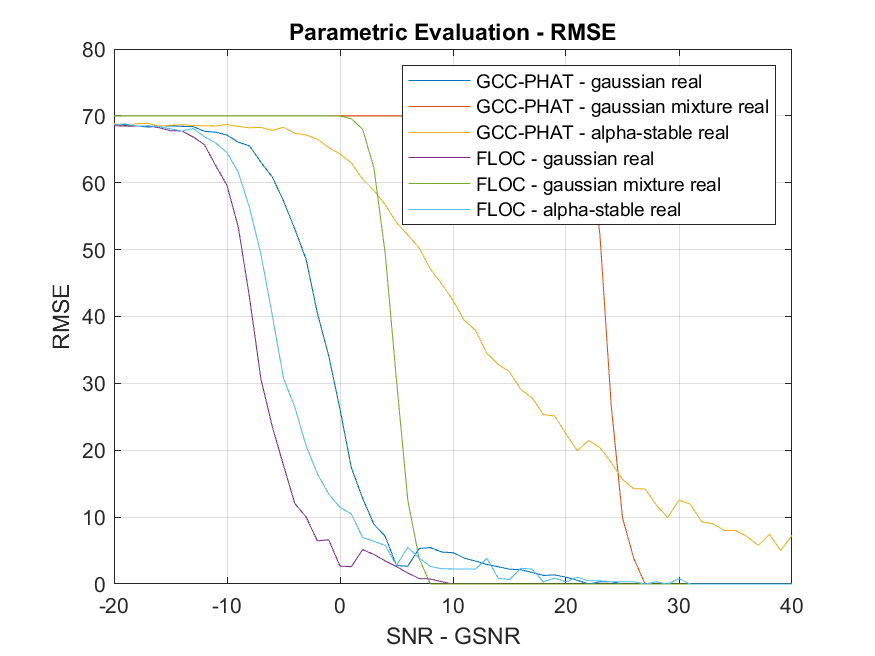 Parametric Evaluation - RMSE
80
70
60
50
40
30
20
10
0
RMSE
GCC-PHAT - gaussian real
GCC-PHAT - gaussian mixture real
GCC-PHAT - alpha-stable real
FLOC - gaussian real
FLOC - gaussian mixture real
FLOC - alpha-stable real
-20 -10 0 10 20 30 40
SNR - GSNR